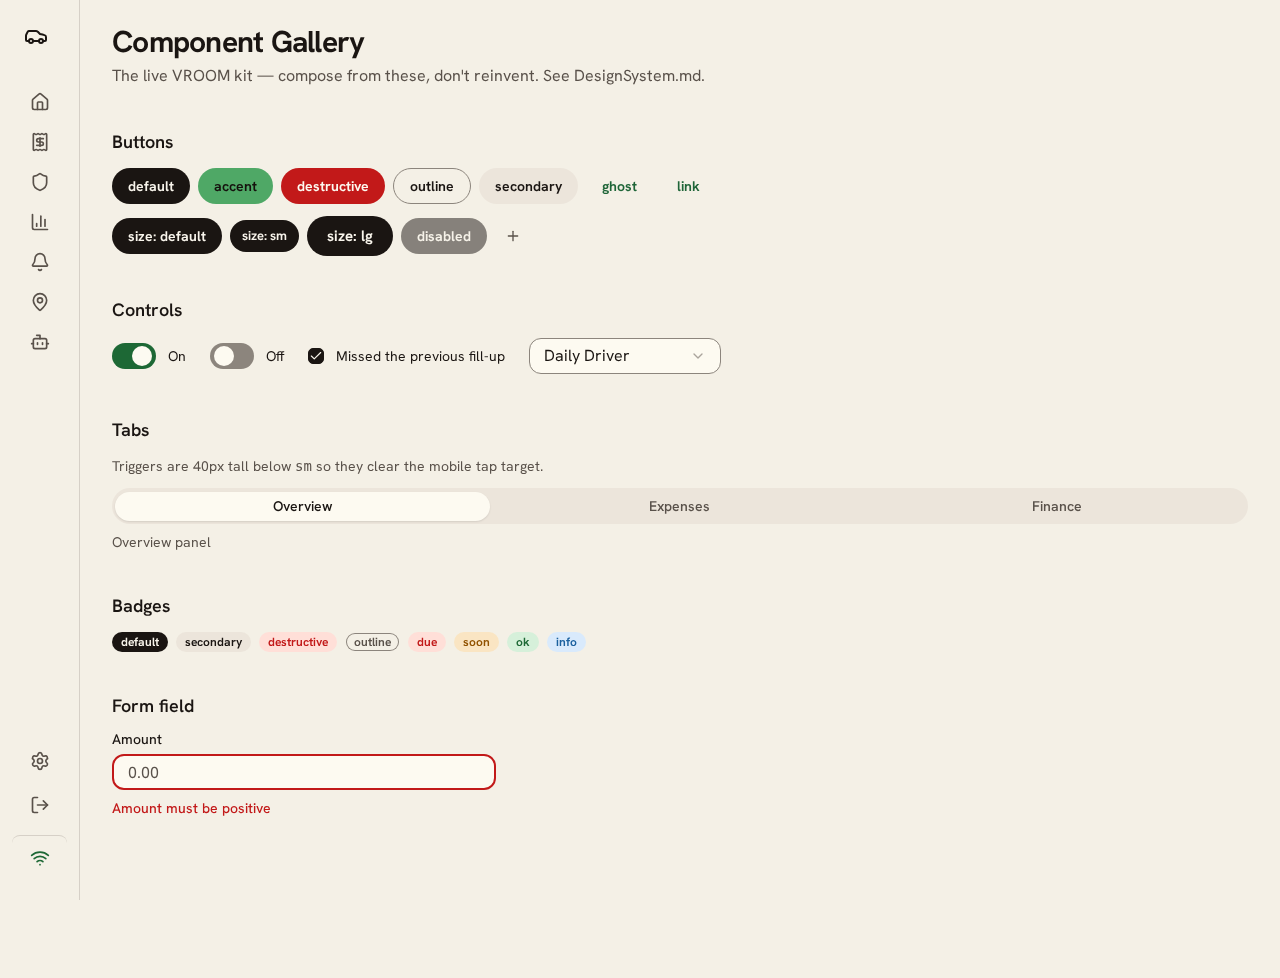 Component Gallery
The live VROOM kit — compose from these, don't reinvent. See DesignSystem.md.
Buttons
default accent destructive outline secondary ghost link
size: default size: sm size: lg disabled
Controls
On Off Missed the previous fill-up Daily Driver
Tabs
Triggers are 40px tall below sm so they clear the mobile tap target.
Overview Expenses Finance
Overview panel
Badges
default secondary destructive outline due soon ok info
Form field
Amount
0.00
Amount must be positive